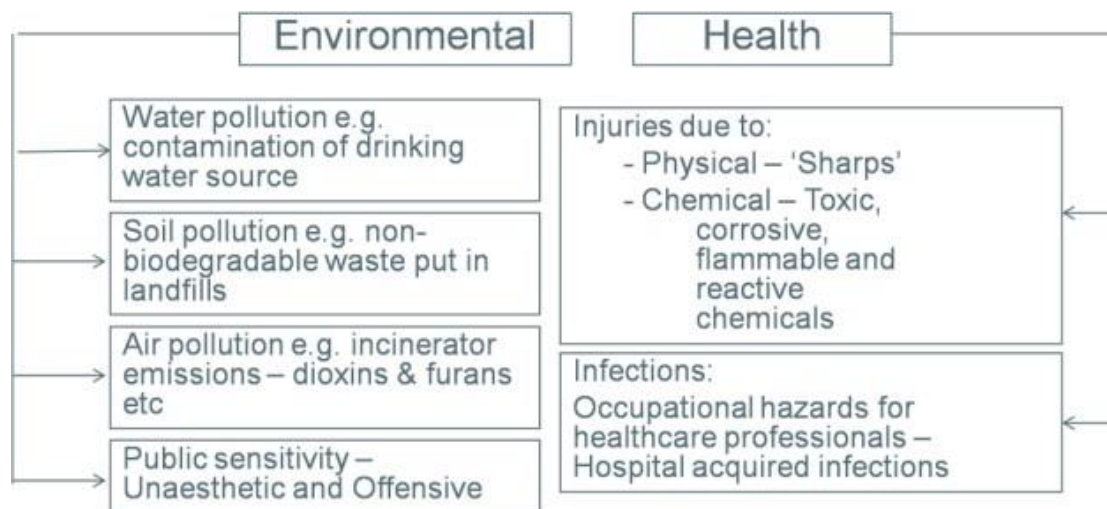 Environmental
Water pollution e.g.
contamination of drinking
water source
Soil pollution e.g. non-
biodegradable waste put in
landfills
Air pollution e.g. incinerator
emissions – dioxins & furans
etc
Public sensitivity –
Unaesthetic and Offensive
Health
Injuries due to:
- Physical – ‘Sharps’
- Chemical – Toxic,
corrosive,
flammable and
reactive
chemicals
Infections:
Occupational hazards for
healthcare professionals –
Hospital acquired infections